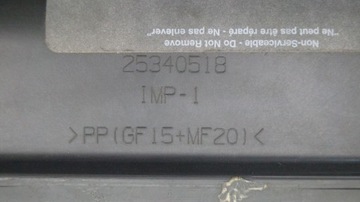 Non-Serviceable - Do Not Remove
"Ne peut pas être réparé - Ne pas enlever"
25340518
IMP-1
>PP(GF15+MF20)<